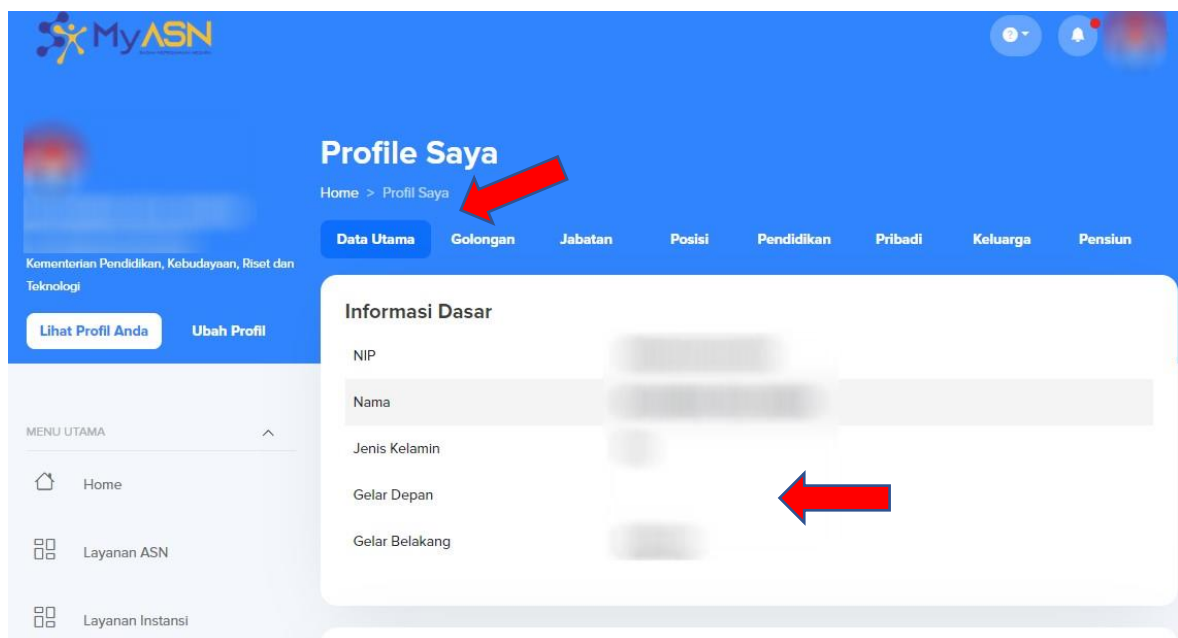 MyASN
Profile Saya
Home > Profil Saya
Data Utama Golongan Jabatan Posisi Pendidikan Pribadi Keluarga Pensiun
Kementerian Pendidikan, Kebudayaan, Riset dan
Teknologi
Lihat Profil Anda Ubah Profil
Informasi Dasar
NIP
Nama
Jenis Kelamin
Gelar Depan
Gelar Belakang
MENU UTAMA
Home
Layanan ASN
Layanan Instansi